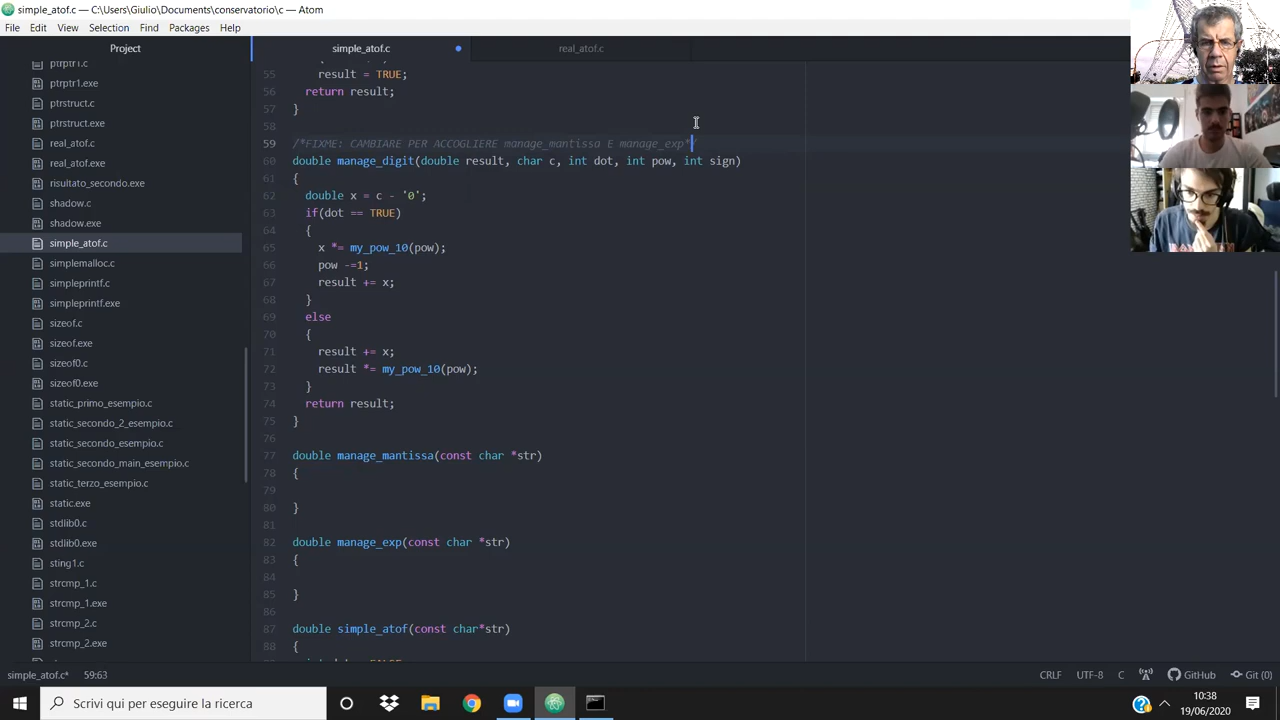 simple_atof.c — C:\Users\Giulio\Documents\conservatorio\c — Atom
File Edit View Selection Find Packages Help
Project
simple_atof.c
real_atof.c
ptrptr1.c
ptrptr1.exe
ptrstruct.c
ptrstruct.exe
real_atof.c
real_atof.exe
risultato_secondo.exe
shadow.c
shadow.exe
simple_atof.c
simplemalloc.c
simpleprintf.c
simpleprintf.exe
sizeof.c
sizeof.exe
sizeof0.c
sizeof0.exe
static_primo_esempio.c
static_secondo_2_esempio.c
static_secondo_esempio.c
static_secondo_main_esempio.c
static_terzo_esempio.c
static.exe
stdlib0.c
stdlib0.exe
sting1.c
strcmp_1.c
strcmp_1.exe
strcmp_2.c
strcmp_2.exe
55 result = TRUE;
56 return result;
57 }
58
59 /*FIXME: CAMBIARE PER ACCOGLIERE manage_mantissa E manage_exp*/
60 double manage_digit(double result, char c, int dot, int pow, int sign)
61 {
62 double x = c - '0';
63 if(dot == TRUE)
64 {
65 x *= my_pow_10(pow);
66 pow -=1;
67 result += x;
68 }
69 else
70 {
71 result += x;
72 result *= my_pow_10(pow);
73 }
74 return result;
75 }
76
77 double manage_mantissa(const char *str)
78 {
79
80 }
81
82 double manage_exp(const char *str)
83 {
84
85 }
86
87 double simple_atof(const char*str)
88 {
simple_atof.c* 59:63
CRLF UTF-8 C GitHub Git (0)
Scrivi qui per eseguire la ricerca
10:38
19/06/2020